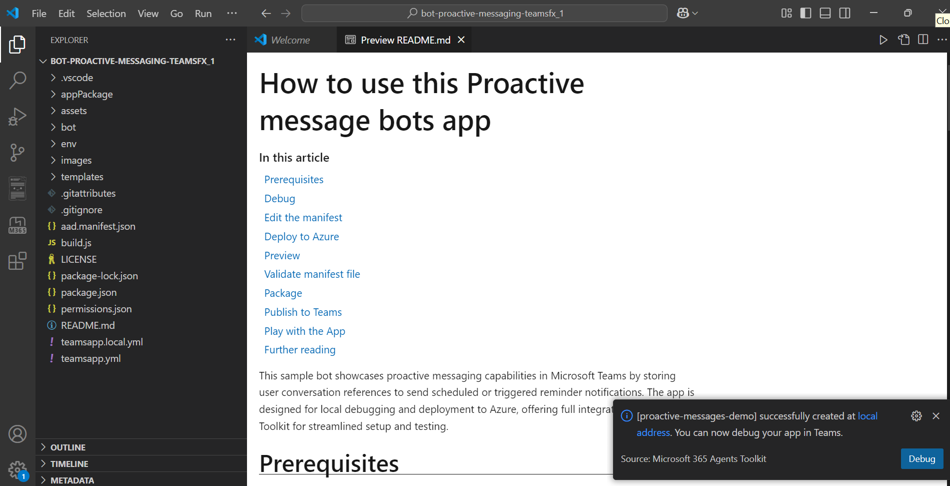 File Edit Selection View Go Run ···
bot-proactive-messaging-teamsfx_1
Clo
EXPLORER
Welcome
Preview README.md
BOT-PROACTIVE-MESSAGING-TEAMSFX_1
.vscode
appPackage
assets
bot
env
images
templates
.gitattributes
.gitignore
{} aad.manifest.json
JS build.js
LICENSE
{} package-lock.json
{} package.json
{} permissions.json
README.md
! teamsapp.local.yml
! teamsapp.yml
OUTLINE
TIMELINE
METADATA
M365
1
How to use this Proactive
message bots app
In this article
Prerequisites
Debug
Edit the manifest
Deploy to Azure
Preview
Validate manifest file
Package
Publish to Teams
Play with the App
Further reading
This sample bot showcases proactive messaging capabilities in Microsoft Teams by storing
user conversation references to send scheduled or triggered reminder notifications. The app is
designed for local debugging and deployment to Azure, offering full integrat
Toolkit for streamlined setup and testing.
Prerequisites
[proactive-messages-demo] successfully created at local
address. You can now debug your app in Teams.
Source: Microsoft 365 Agents Toolkit
Debug